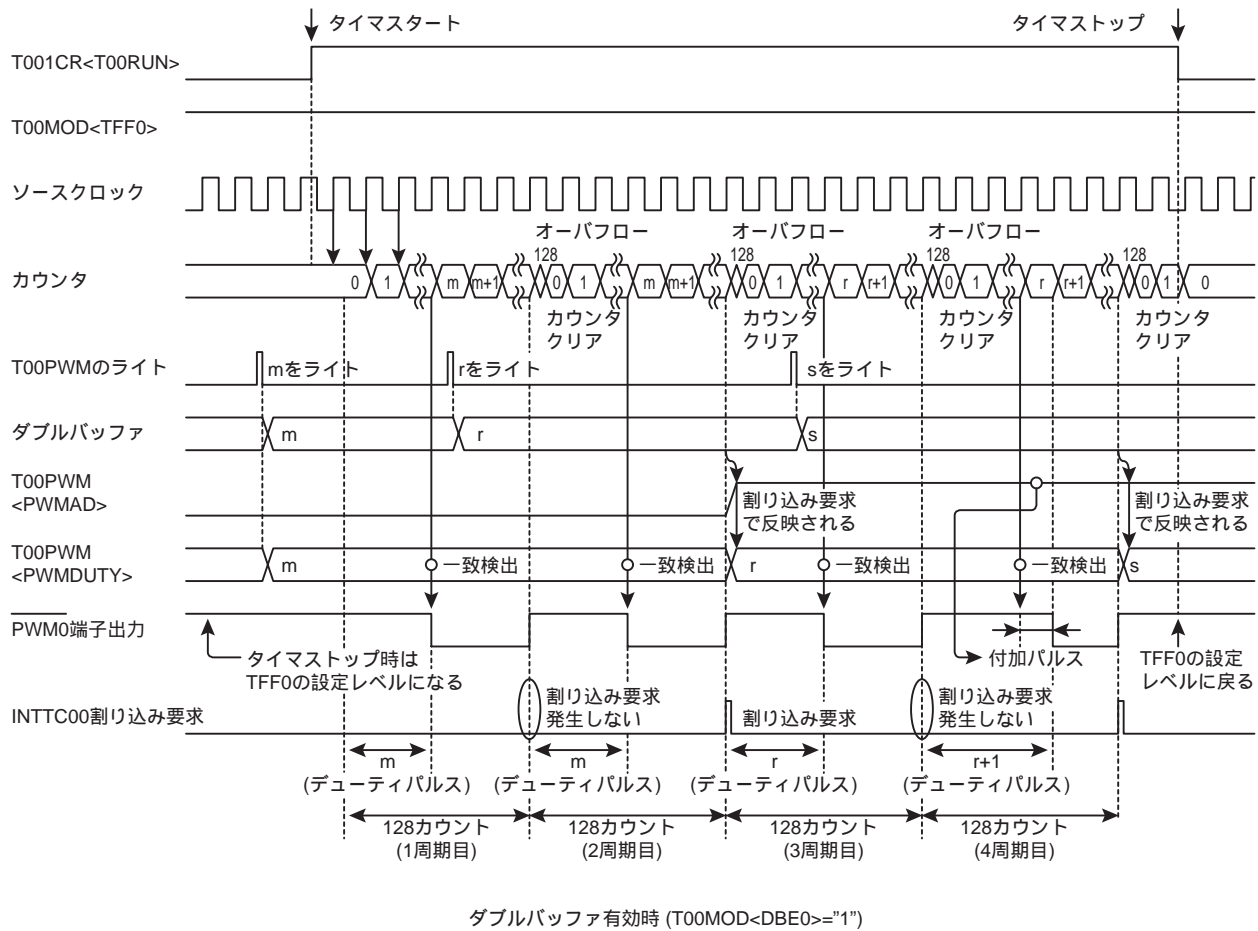 タイマスタート
タイマストップ
T001CR<T00RUN>
T00MOD<TFF0>
ソースクロック
オーバフロー オーバフロー オーバフロー
128 128 128 128
カウンタ
0 1 m m+1 0 1 m m+1 0 1 r r+1 0 1 r r+1 0 1 0
カウンタ
クリア
カウンタ
クリア
カウンタ
クリア
カウンタ
クリア
T00PWMのライト
mをライト
rをライト
sをライト
ダブルバッファ
m
r
s
T00PWM
<PWMAD>
割り込み要求
で反映される
割り込み要求
で反映される
T00PWM
<PWMDUTY>
m
一致検出
一致検出
r
一致検出
一致検出
s
PWM0端子出力
タイマストップ時は
TFF0の設定レベルになる
付加パルス
TFF0の設定
レベルに戻る
INTTC00割り込み要求
割り込み要求
発生しない
割り込み要求
割り込み要求
発生しない
m
(デューティパルス)
m
(デューティパルス)
r
(デューティパルス)
r+1
(デューティパルス)
128カウント
(1周期目)
128カウント
(2周期目)
128カウント
(3周期目)
128カウント
(4周期目)
ダブルバッファ有効時 (T00MOD<DBE0>=”1”)